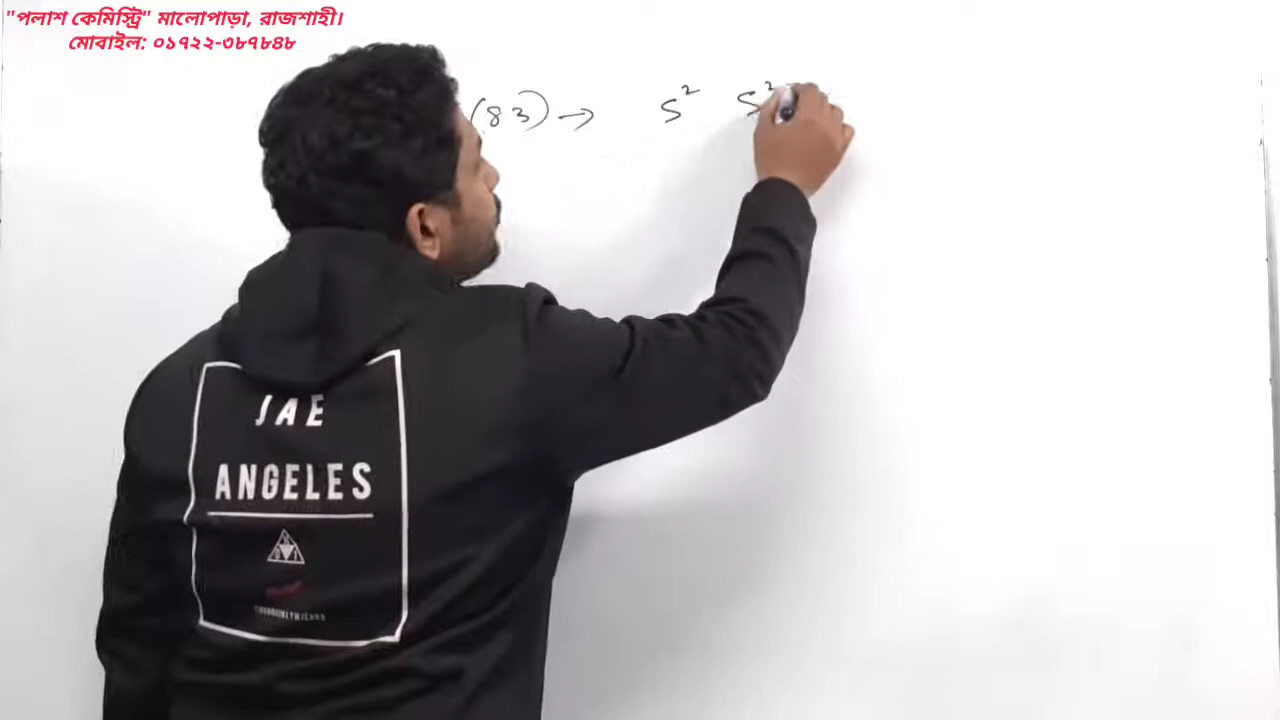 "পলাশ কেমিস্ট্রি" মালোপাড়া, রাজশাহী।
মোবাইল: ০১৭২২-৩৮৭৮৪৮
(83) → S² S²
JAE
ANGELES